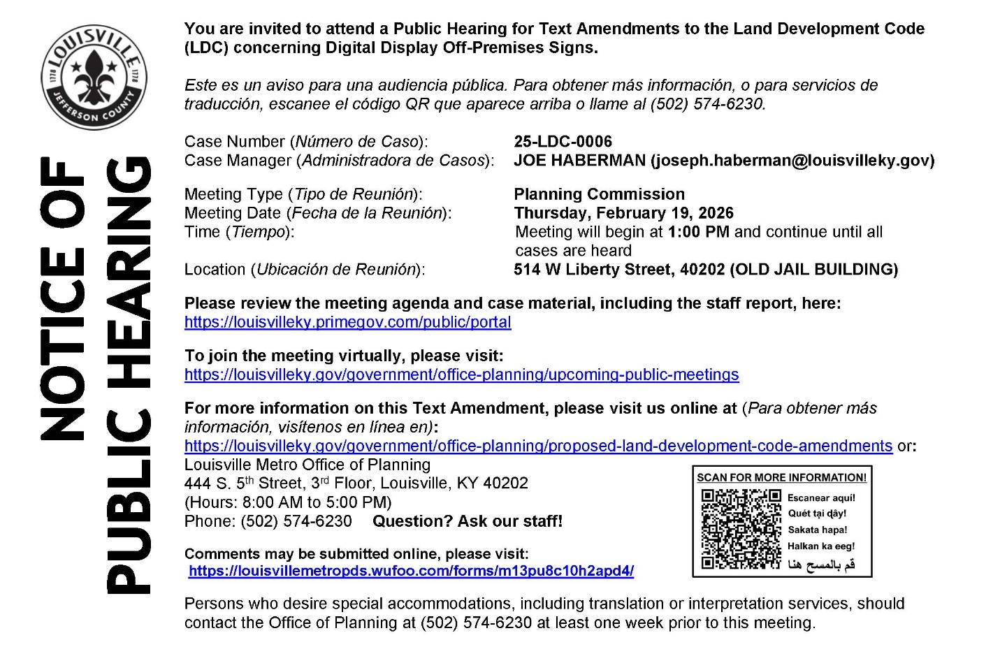 LOUISVILLE
1778 1778
JEFFERSON COUNTY
NOTICE OF
PUBLIC HEARING
You are invited to attend a Public Hearing for Text Amendments to the Land Development Code
(LDC) concerning Digital Display Off-Premises Signs.
Este es un aviso para una audiencia pública. Para obtener más información, o para servicios de
traducción, escanee el código QR que aparece arriba o llame al (502) 574-6230.
Case Number (Número de Caso): 25-LDC-0006
Case Manager (Administradora de Casos): JOE HABERMAN (joseph.haberman@louisvilleky.gov)
Meeting Type (Tipo de Reunión): Planning Commission
Meeting Date (Fecha de la Reunión): Thursday, February 19, 2026
Time (Tiempo): Meeting will begin at 1:00 PM and continue until all
cases are heard
Location (Ubicación de Reunión): 514 W Liberty Street, 40202 (OLD JAIL BUILDING)
Please review the meeting agenda and case material, including the staff report, here:
https://louisvilleky.primegov.com/public/portal
To join the meeting virtually, please visit:
https://louisvilleky.gov/government/office-planning/upcoming-public-meetings
For more information on this Text Amendment, please visit us online at (Para obtener más
información, visítenos en línea en):
https://louisvilleky.gov/government/office-planning/proposed-land-development-code-amendments or:
Louisville Metro Office of Planning
444 S. 5th Street, 3rd Floor, Louisville, KY 40202
(Hours: 8:00 AM to 5:00 PM)
Phone: (502) 574-6230 Question? Ask our staff!
SCAN FOR MORE INFORMATION!
Escanear aquí!
Quét tại đây!
Sakata hapa!
Halkan ka eeg!
قم بالمسح هنا
Comments may be submitted online, please visit:
https://louisvillemetropds.wufoo.com/forms/m13pu8c10h2apd4/
Persons who desire special accommodations, including translation or interpretation services, should
contact the Office of Planning at (502) 574-6230 at least one week prior to this meeting.